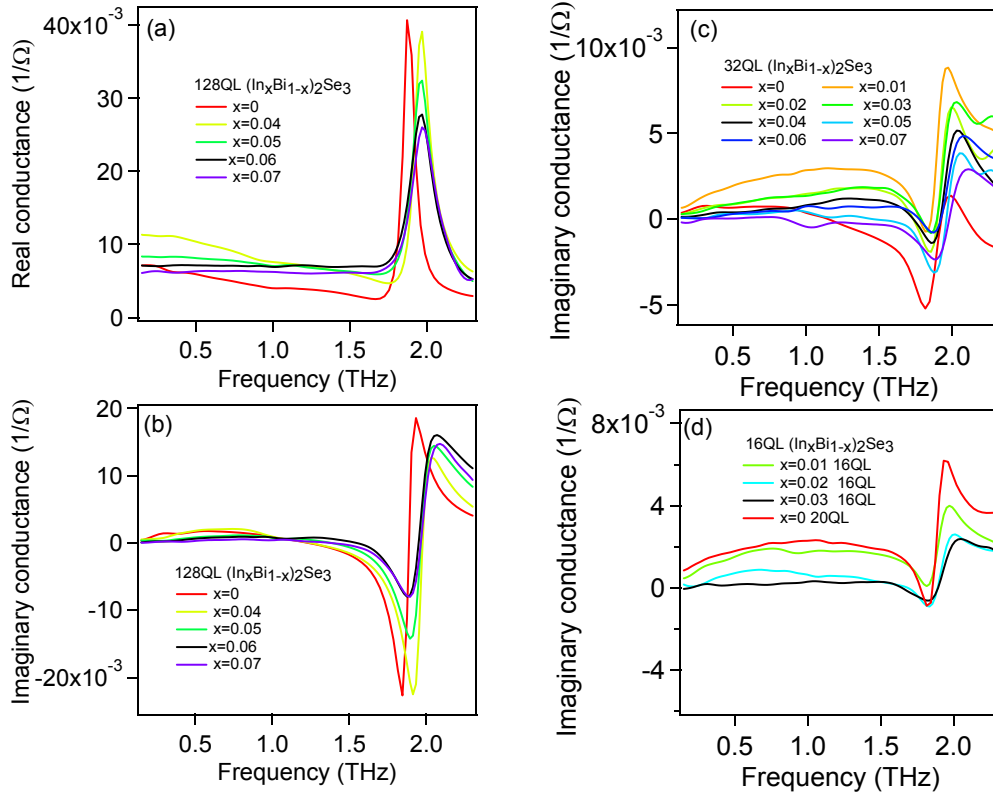 (a)
40x10⁻³
30
20
10
0
Real conductance (1/Ω)
128QL (InₓBi₁₋ₓ)₂Se₃
x=0
x=0.04
x=0.05
x=0.06
x=0.07
0.5 1.0 1.5 2.0
Frequency (THz)
(b)
20
10
0
-10
-20x10⁻³
Imaginary conductance (1/Ω)
128QL (InₓBi₁₋ₓ)₂Se₃
x=0
x=0.04
x=0.05
x=0.06
x=0.07
0.5 1.0 1.5 2.0
Frequency (THz)
(c)
10x10⁻³
5
0
-5
Imaginary conductance (1/Ω)
32QL (InₓBi₁₋ₓ)₂Se₃
x=0 x=0.01
x=0.02 x=0.03
x=0.04 x=0.05
x=0.06 x=0.07
0.5 1.0 1.5 2.0
Frequency (THz)
(d)
8x10⁻³
4
0
-4
Imaginary conductance (1/Ω)
16QL (InₓBi₁₋ₓ)₂Se₃
x=0.01 16QL
x=0.02 16QL
x=0.03 16QL
x=0 20QL
0.5 1.0 1.5 2.0
Frequency (THz)